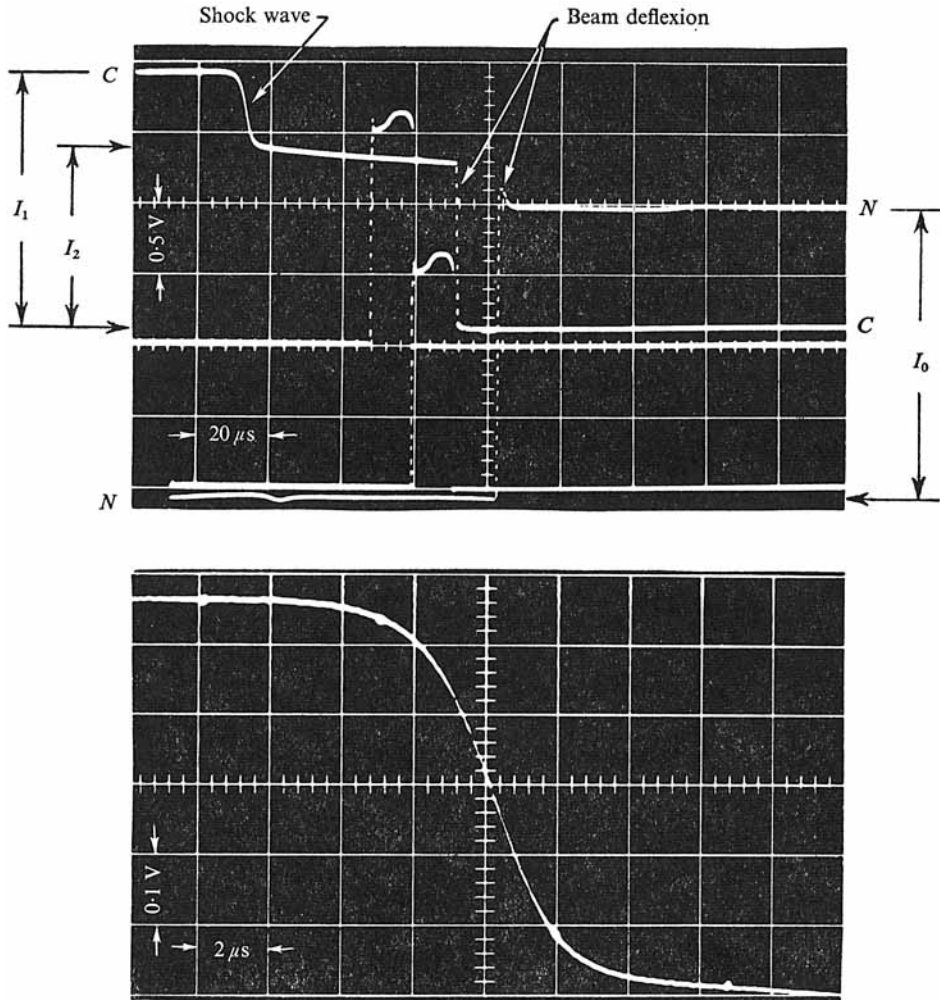 Shock wave
Beam deflexion
C
I₁
I₂
0·5 V
N
C
I₀
20 μs
N
0·1 V
2 μs